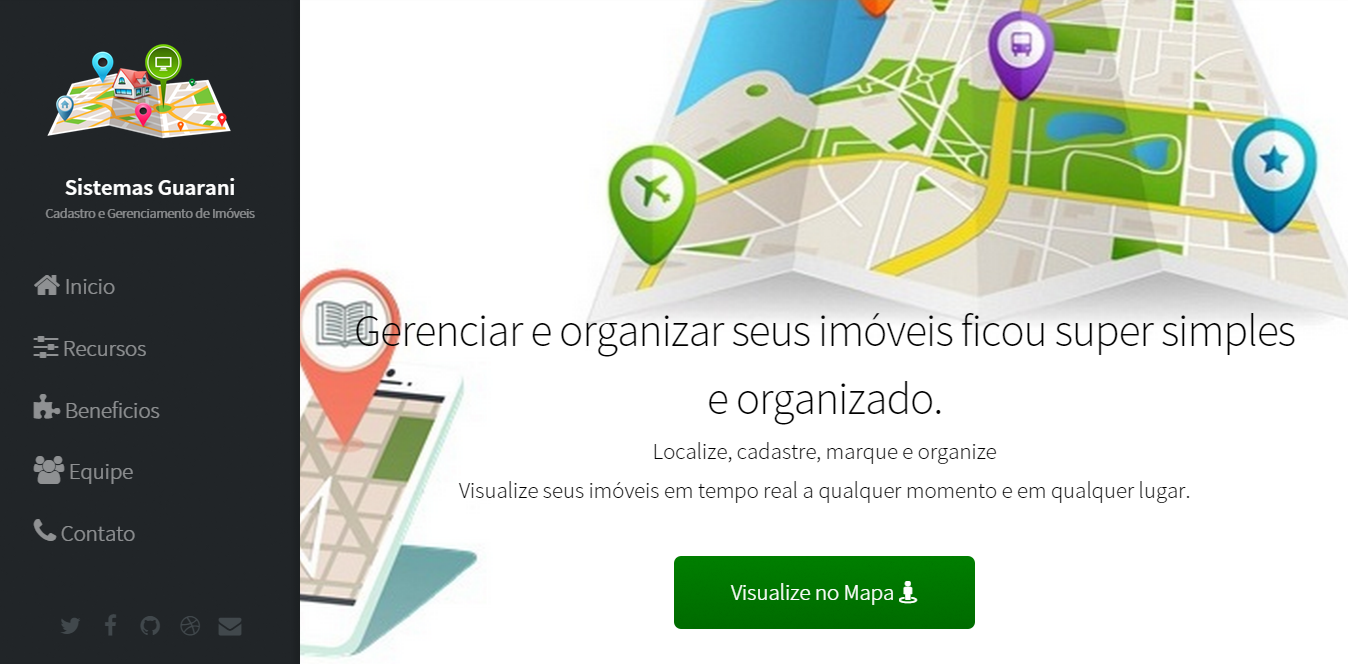 Sistemas Guarani
Cadastro e Gerenciamento de Imóveis
Inicio
Recursos
Beneficios
Equipe
Contato
Gerenciar e organizar seus imóveis ficou super simples
e organizado.
Localize, cadastre, marque e organize
Visualize seus imóveis em tempo real a qualquer momento e em qualquer lugar.
Visualize no Mapa